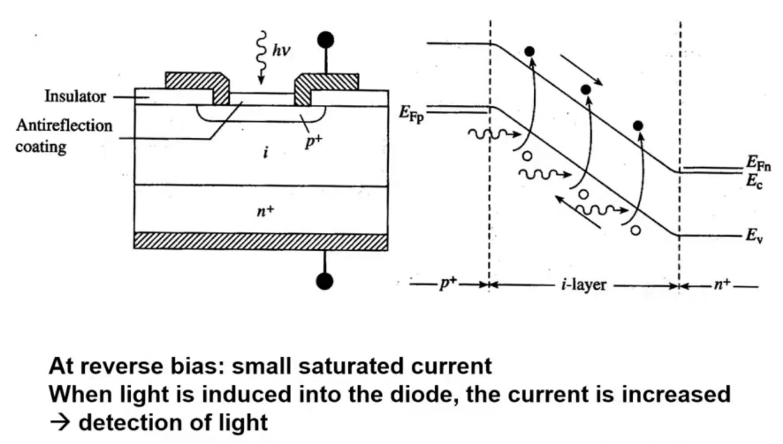 hν
Insulator
Antireflection
coating
i
p+
n+
EFp
EFn
Ec
Ev
p+
i-layer
n+
At reverse bias: small saturated current
When light is induced into the diode, the current is increased
→ detection of light